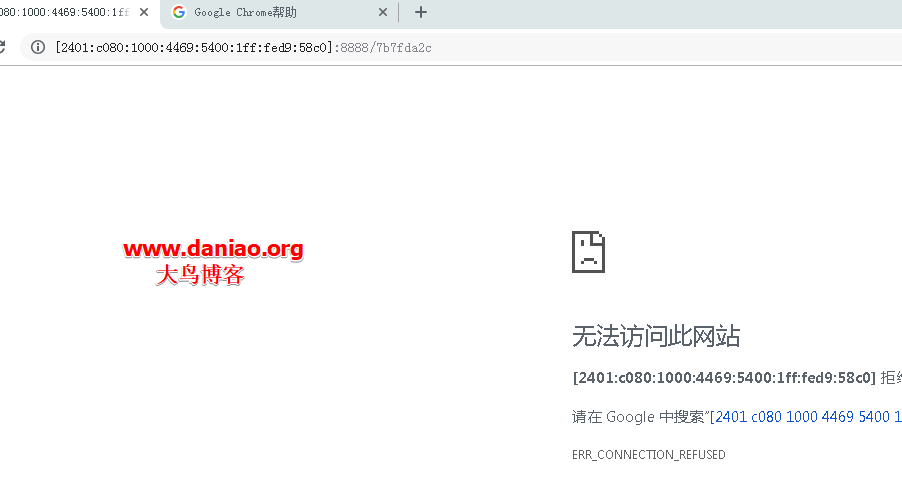 080:1000:4469:5400:1ff
Google Chrome帮助
[2401:c080:1000:4469:5400:1ff:fed9:58c0]:8888/7b7fda2c
www.daniao.org
大鸟博客
无法访问此网站
[2401:c080:1000:4469:5400:1ff:fed9:58c0] 拒
请在 Google 中搜索"[2401 c080 1000 4469 5400 1
ERR_CONNECTION_REFUSED